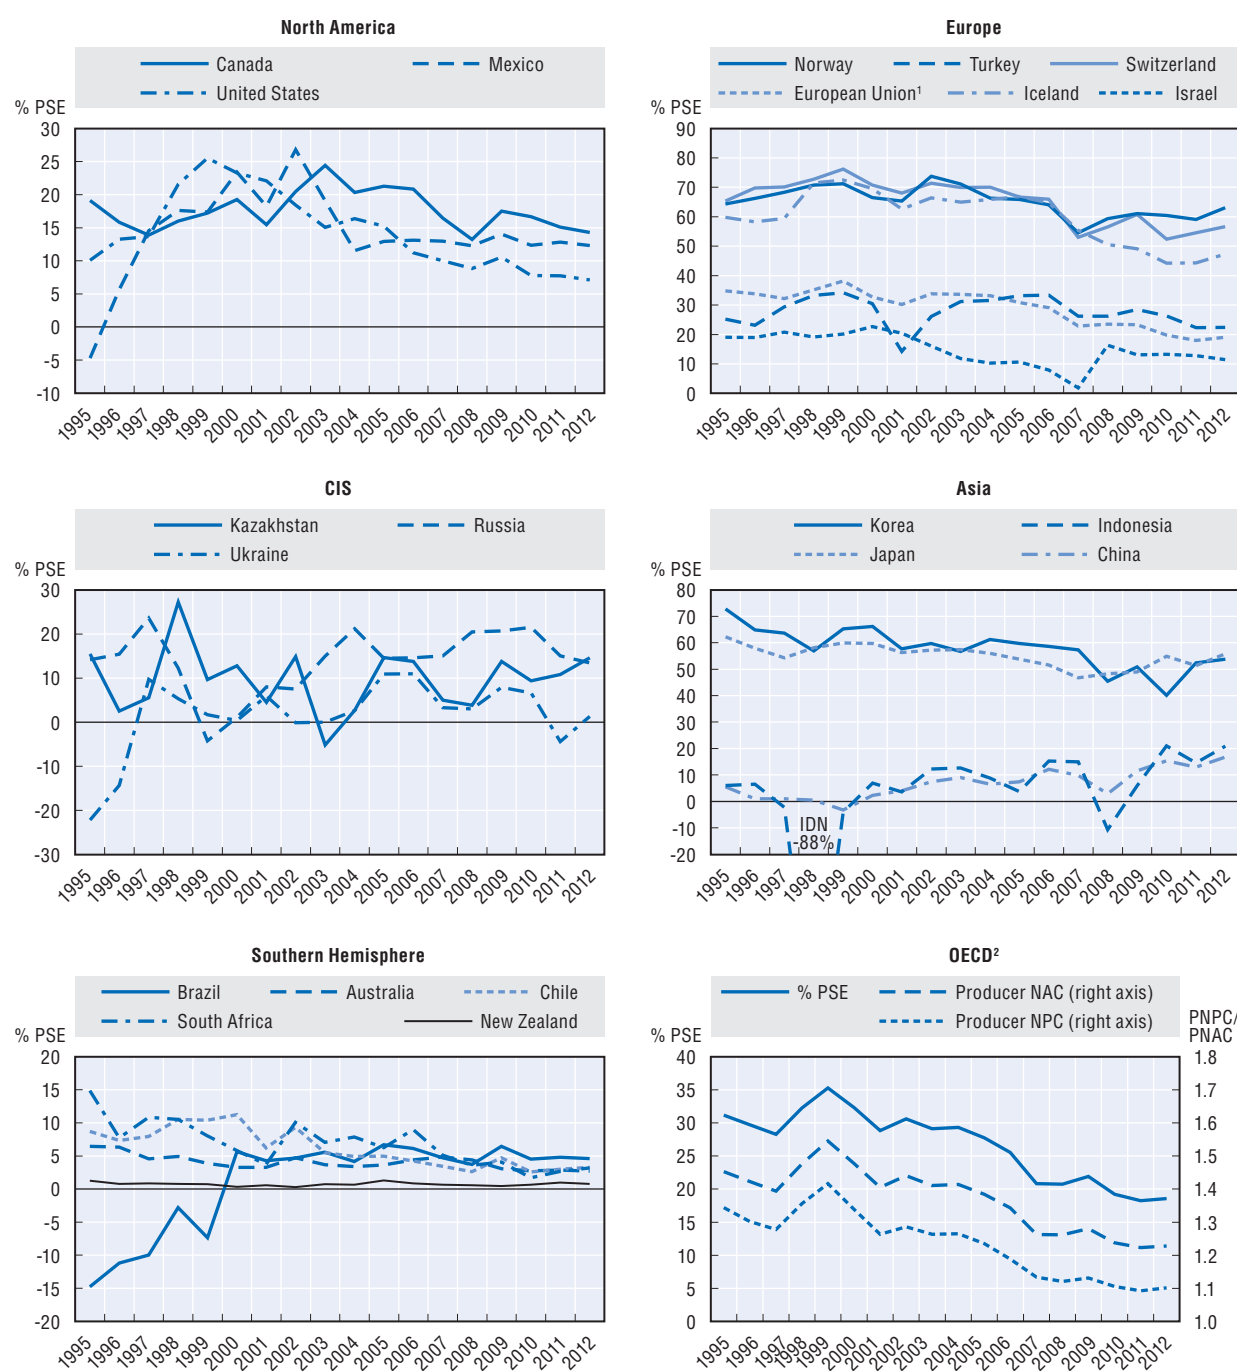 North America
Canada Mexico
United States
% PSE
30
25
20
15
10
5
0
-5
-10
1995 1996 1997 1998 1999 2000 2001 2002 2003 2004 2005 2006 2007 2008 2009 2010 2011 2012
Europe
Norway Turkey Switzerland
European Union¹ Iceland Israel
% PSE
90
80
70
60
50
40
30
20
10
0
1995 1996 1997 1998 1999 2000 2001 2002 2003 2004 2005 2006 2007 2008 2009 2010 2011 2012
CIS
Kazakhstan Russia
Ukraine
% PSE
30
20
10
0
-10
-20
-30
1995 1996 1997 1998 1999 2000 2001 2002 2003 2004 2005 2006 2007 2008 2009 2010 2011 2012
Asia
Korea Indonesia
Japan China
% PSE
80
70
60
50
40
30
20
10
0
-10
-20
IDN
-88%
1995 1996 1997 1998 1999 2000 2001 2002 2003 2004 2005 2006 2007 2008 2009 2010 2011 2012
Southern Hemisphere
Brazil Australia Chile
South Africa New Zealand
% PSE
20
15
10
5
0
-5
-10
-15
-20
1995 1996 1997 1998 1999 2000 2001 2002 2003 2004 2005 2006 2007 2008 2009 2010 2011 2012
OECD²
% PSE Producer NAC (right axis)
Producer NPC (right axis)
% PSE
PNPC/
PNAC
40
35
30
25
20
15
10
5
0
1.8
1.7
1.6
1.5
1.4
1.3
1.2
1.1
1.0
1995 1996 1997 1998 1999 2000 2001 2002 2003 2004 2005 2006 2007 2008 2009 2010 2011 2012